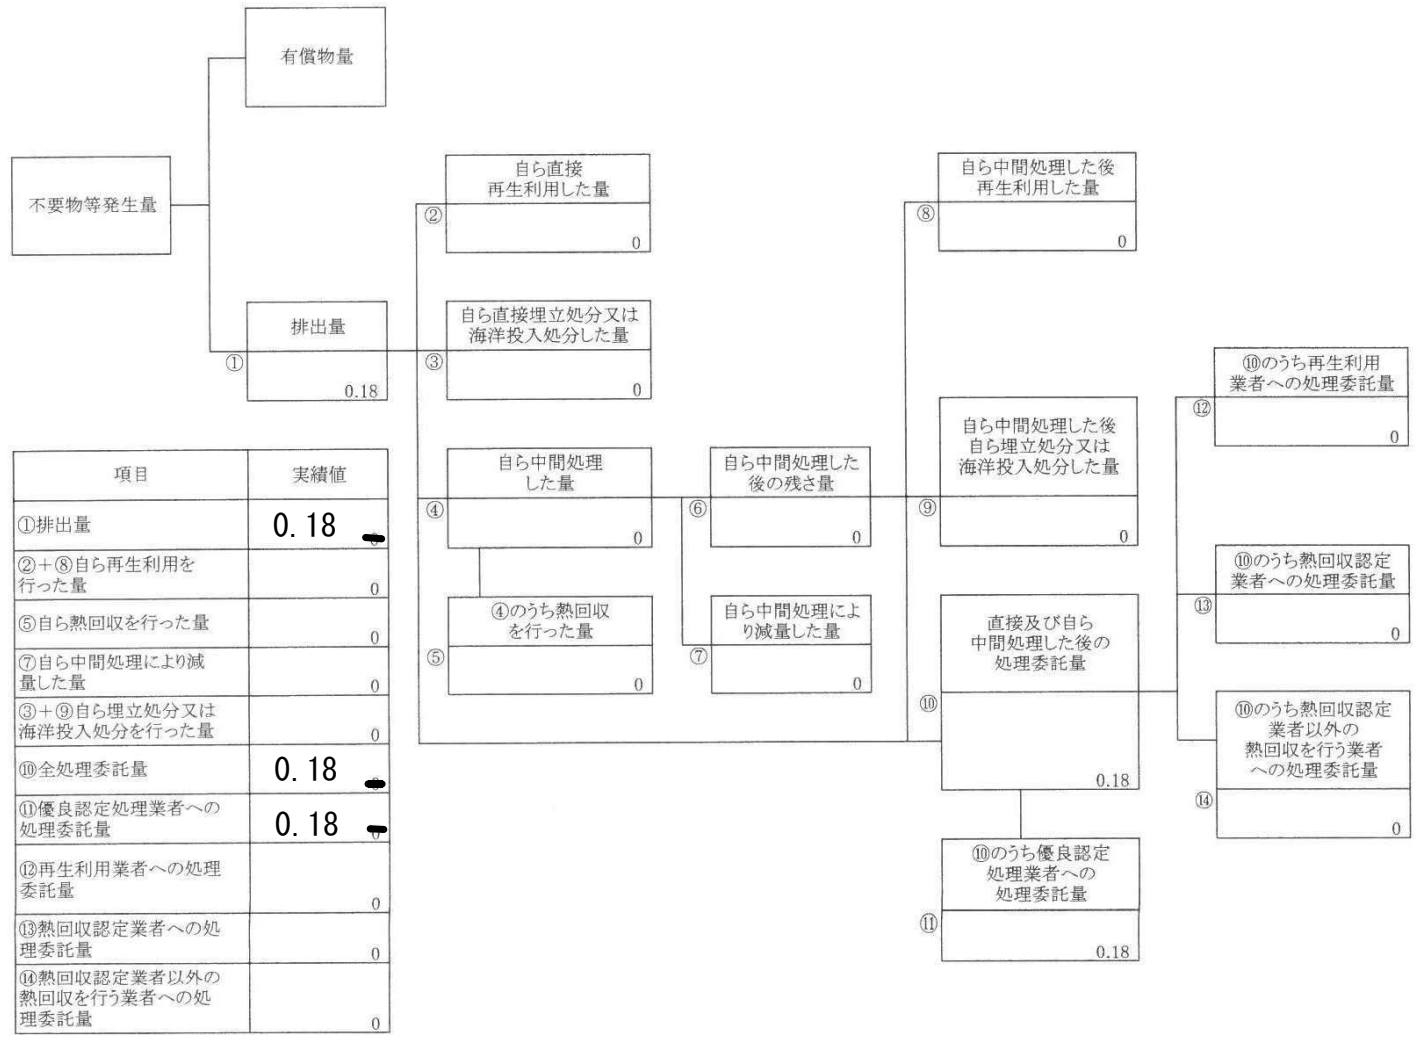 有償物量
不要物等発生量
排出量
①
0.18
自ら直接
再生利用した量
②
0
自ら直接埋立処分又は
海洋投入処分した量
③
0
自ら中間処理
した量
④
0
④のうち熱回収
を行った量
⑤
0
自ら中間処理した
後の残さ量
⑥
0
自ら中間処理によ
り減量した量
⑦
0
自ら中間処理した後
再生利用した量
⑧
0
自ら中間処理した後
自ら埋立処分又は
海洋投入処分した量
⑨
0
直接及び自ら
中間処理した後の
処理委託量
⑩
0.18
⑩のうち優良認定
処理業者への
処理委託量
⑪
0.18
⑩のうち再生利用
業者への処理委託量
⑫
0
⑩のうち熱回収認定
業者への処理委託量
⑬
0
⑩のうち熱回収認定
業者以外の
熱回収を行う業者
への処理委託量
⑭
0
項目 実績値
①排出量 0.18
②+⑧自ら再生利用を
行った量 0
⑤自ら熱回収を行った量 0
⑦自ら中間処理により減
量した量 0
③+⑨自ら埋立処分又は
海洋投入処分を行った量 0
⑩全処理委託量 0.18
⑪優良認定処理業者への
処理委託量 0.18
⑫再生利用業者への処理
委託量 0
⑬熱回収認定業者への処
理委託量 0
⑭熱回収認定業者以外の
熱回収を行う業者への処
理委託量 0